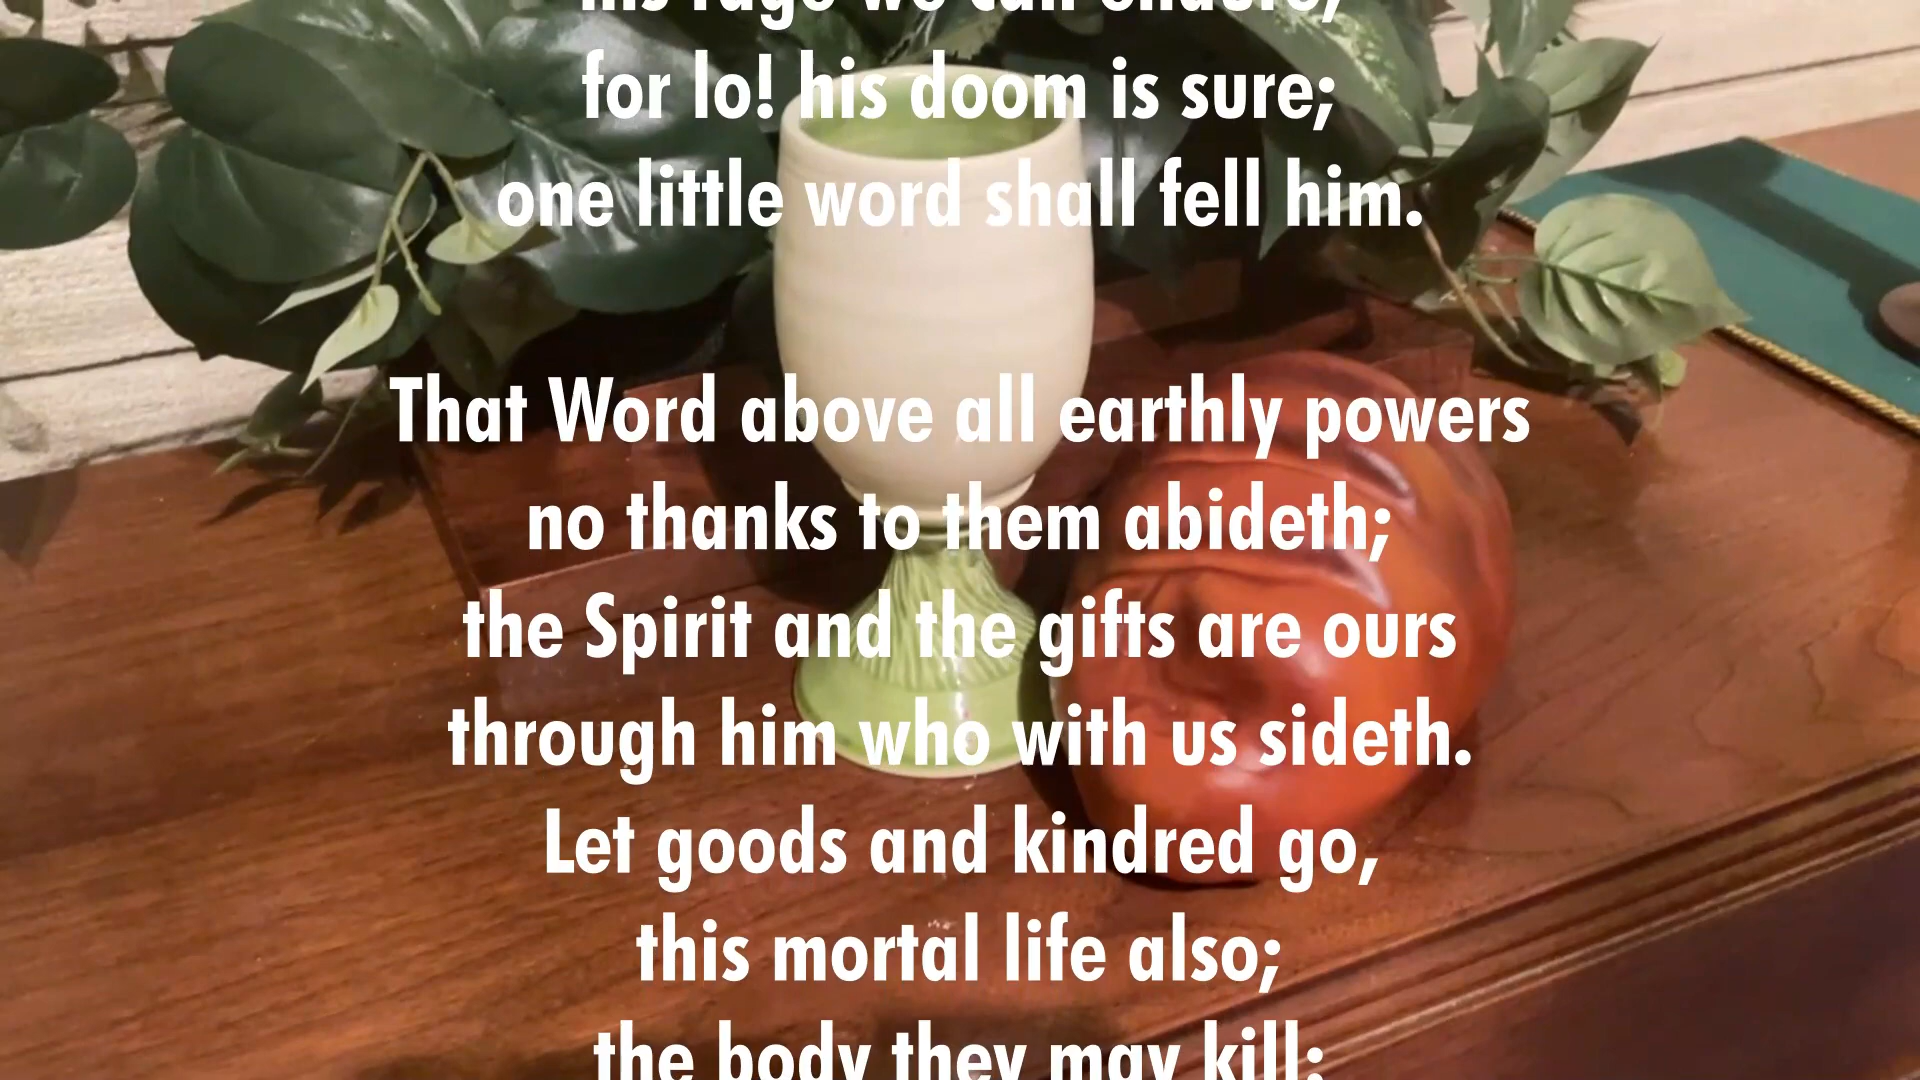 his rage we can endure,
for lo! his doom is sure;
one little word shall fell him.
That Word above all earthly powers
no thanks to them abideth;
the Spirit and the gifts are ours
through him who with us sideth.
Let goods and kindred go,
this mortal life also;
the body they may kill: